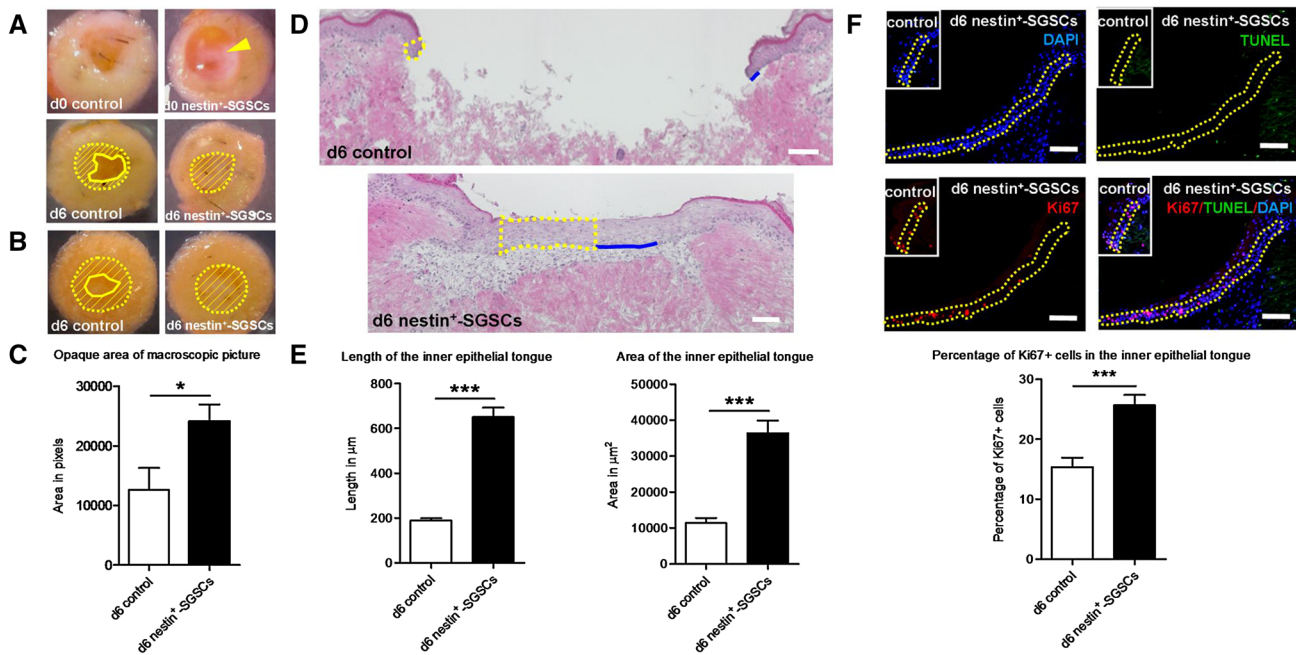 A
d0 control
d0 nestin⁺-SGSCs
d6 control
d6 nestin⁺-SGSCs
B
d6 control
d6 nestin⁺-SGSCs
C
Opaque area of macroscopic picture
Area in pixels
30000
20000
10000
0
*
d6 control
d6 nestin⁺-SGSCs
D
d6 control
d6 nestin⁺-SGSCs
E
Length of the inner epithelial tongue
Length in μm
800
600
400
200
0
***
d6 control
d6 nestin⁺-SGSCs
Area of the inner epithelial tongue
Area in μm²
50000
40000
30000
20000
10000
0
***
d6 control
d6 nestin⁺-SGSCs
F
control
d6 nestin⁺-SGSCs
DAPI
control
d6 nestin⁺-SGSCs
TUNEL
control
d6 nestin⁺-SGSCs
Ki67
control
d6 nestin⁺-SGSCs
Ki67/TUNEL/DAPI
Percentage of Ki67+ cells in the inner epithelial tongue
Percentage of Ki67+ cells
30
20
10
0
***
d6 control
d6 nestin⁺-SGSCs